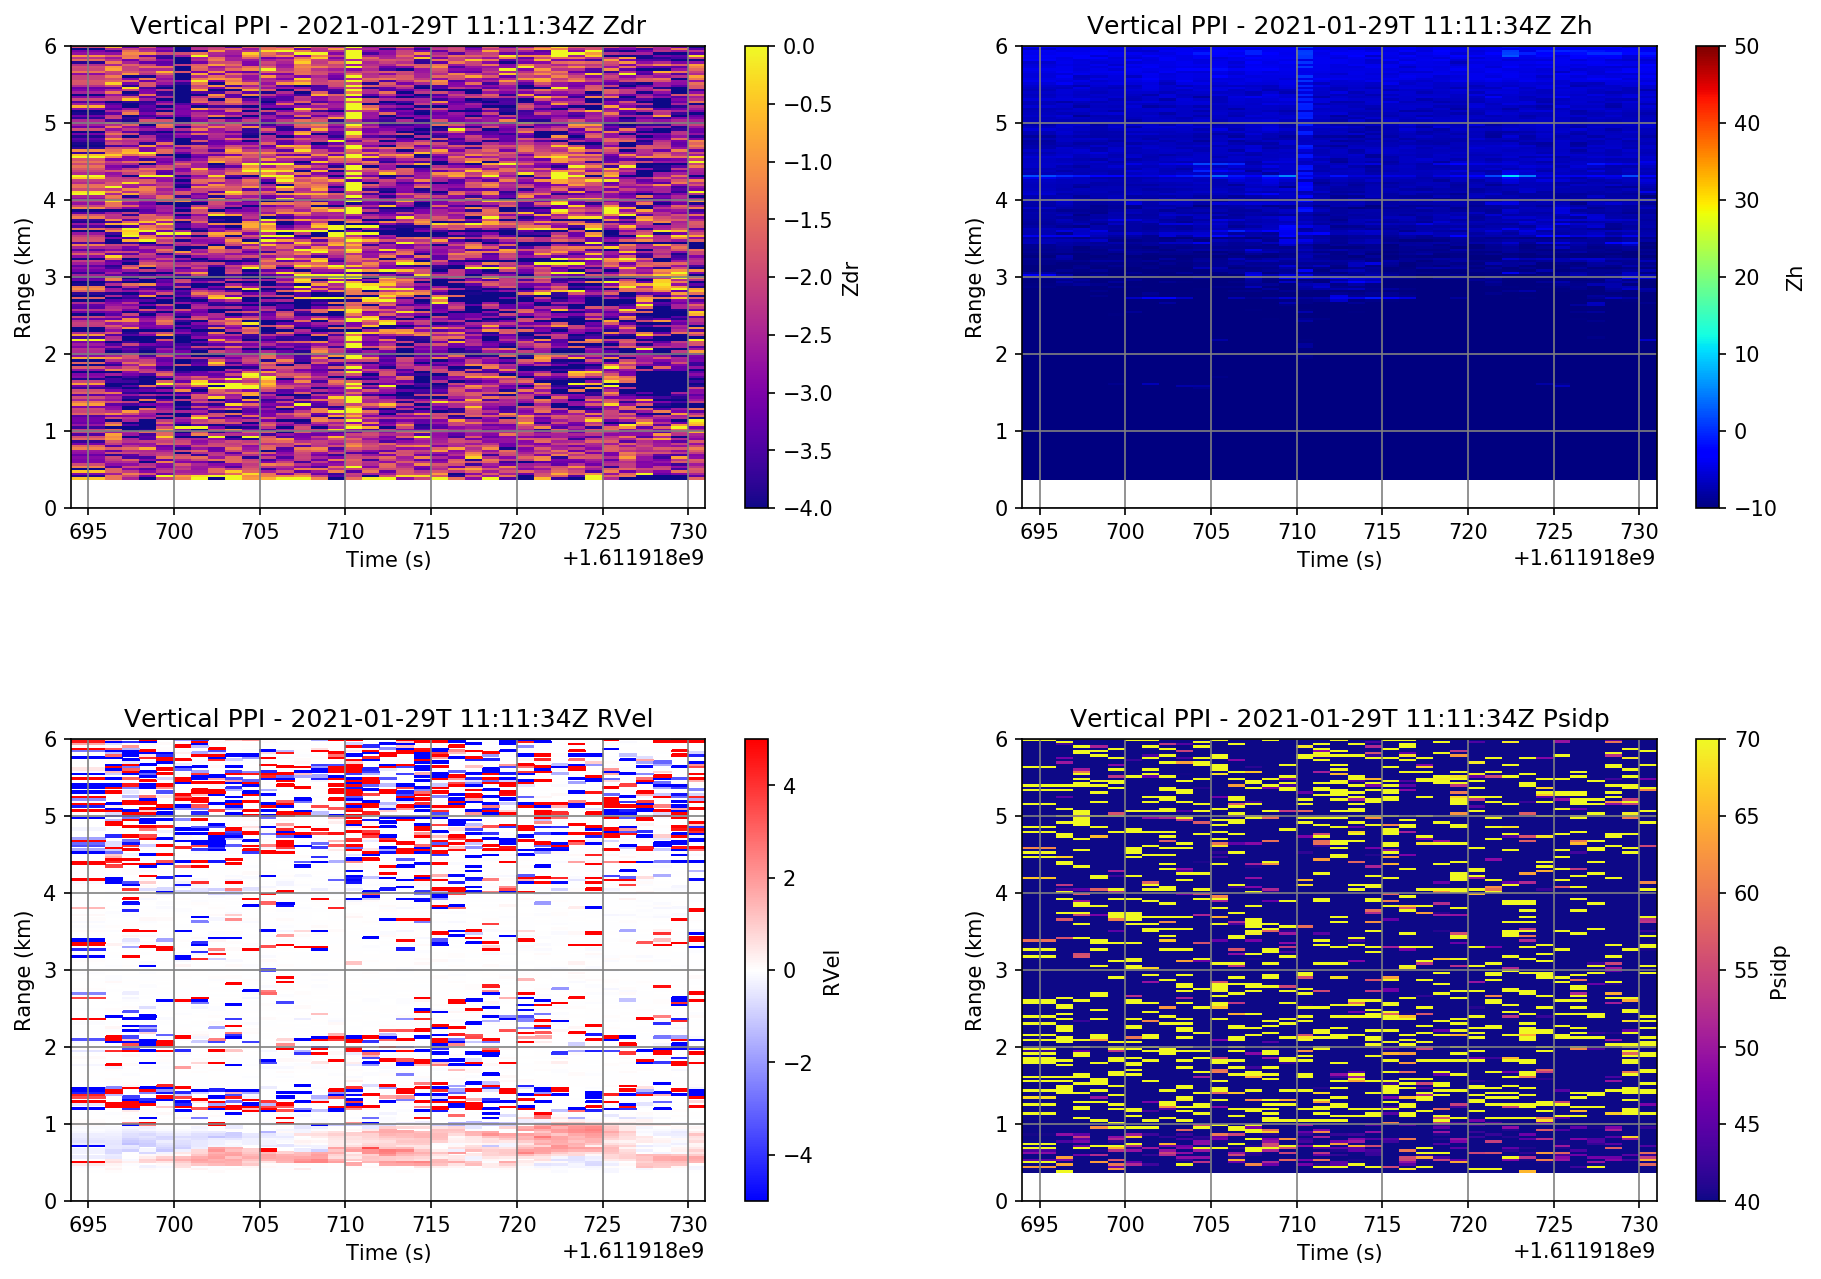 Vertical PPI - 2021-01-29T 11:11:34Z Zdr
6
5
4
3
2
1
0
Range (km)
695 700 705 710 715 720 725 730
Time (s)
+1.611918e9
0.0
−0.5
−1.0
−1.5
−2.0
−2.5
−3.0
−3.5
−4.0
Zdr
Vertical PPI - 2021-01-29T 11:11:34Z Zh
6
5
4
3
2
1
0
Range (km)
695 700 705 710 715 720 725 730
Time (s)
+1.611918e9
50
40
30
20
10
0
−10
Zh
Vertical PPI - 2021-01-29T 11:11:34Z RVel
6
5
4
3
2
1
0
Range (km)
695 700 705 710 715 720 725 730
Time (s)
+1.611918e9
4
2
0
−2
−4
RVel
Vertical PPI - 2021-01-29T 11:11:34Z Psidp
6
5
4
3
2
1
0
Range (km)
695 700 705 710 715 720 725 730
Time (s)
+1.611918e9
70
65
60
55
50
45
40
Psidp